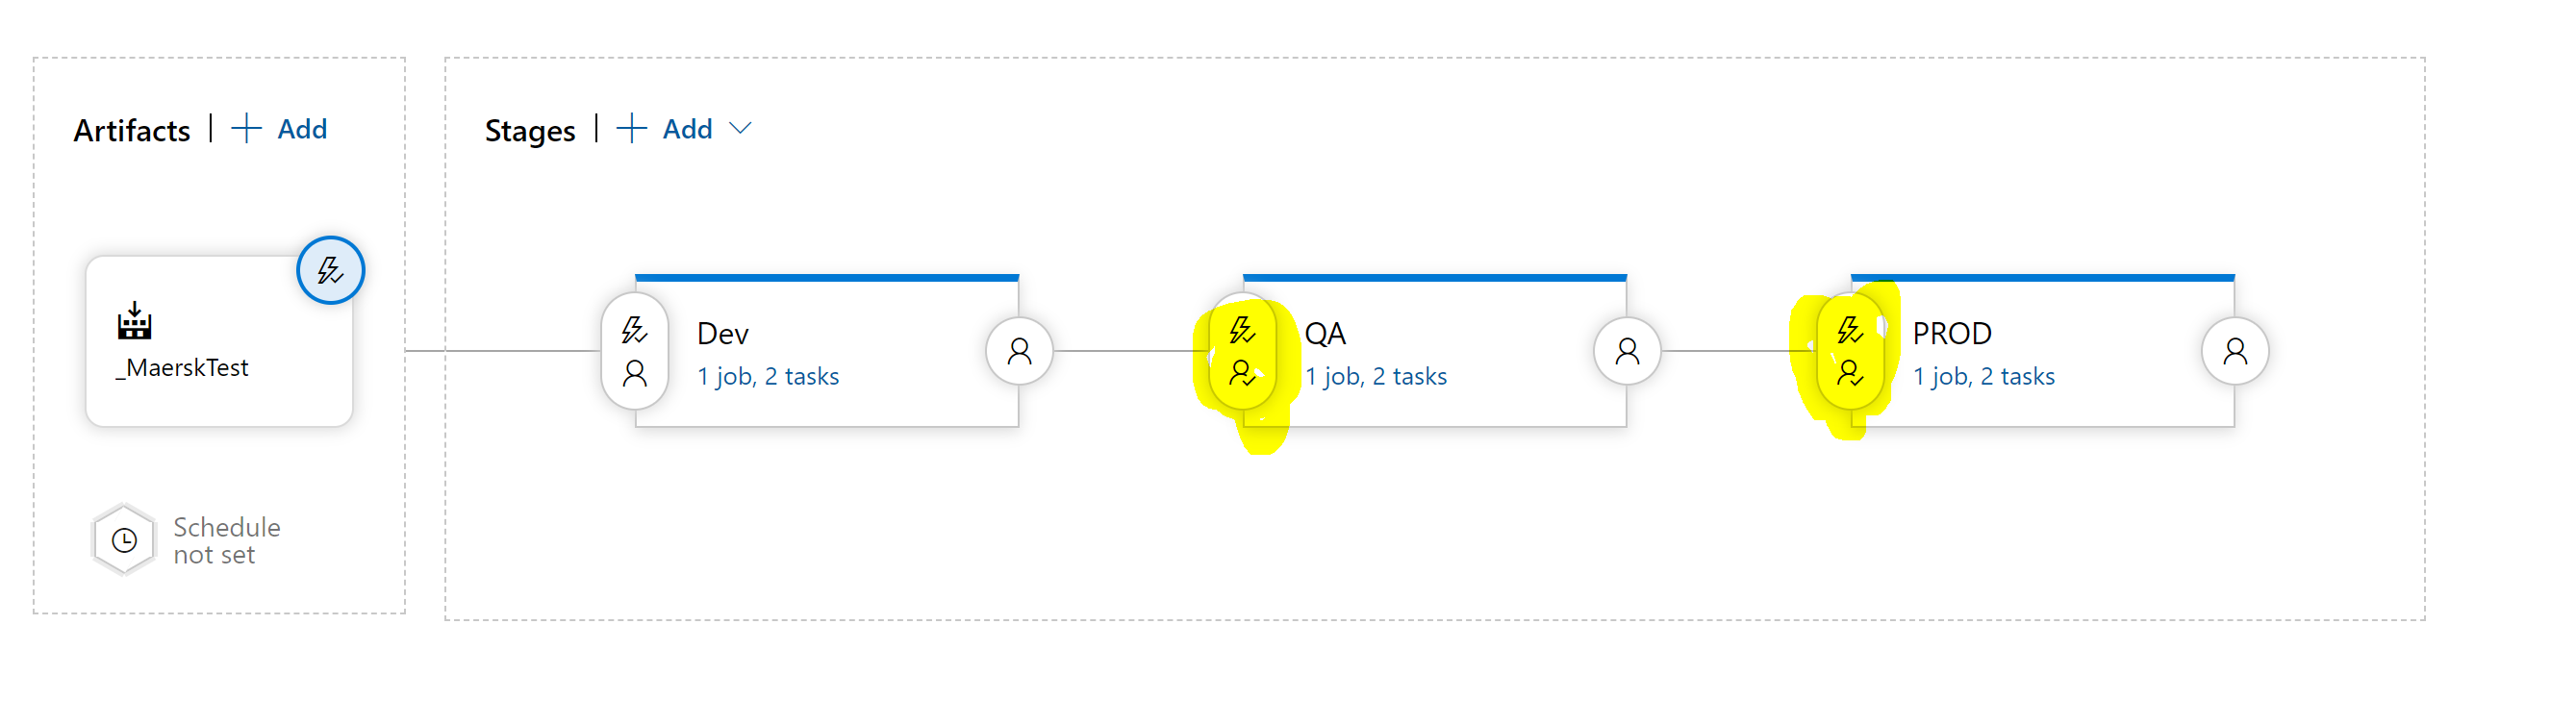 Artifacts | + Add
Stages | + Add
_MaerskTest
Schedule
not set
Dev
1 job, 2 tasks
QA
1 job, 2 tasks
PROD
1 job, 2 tasks